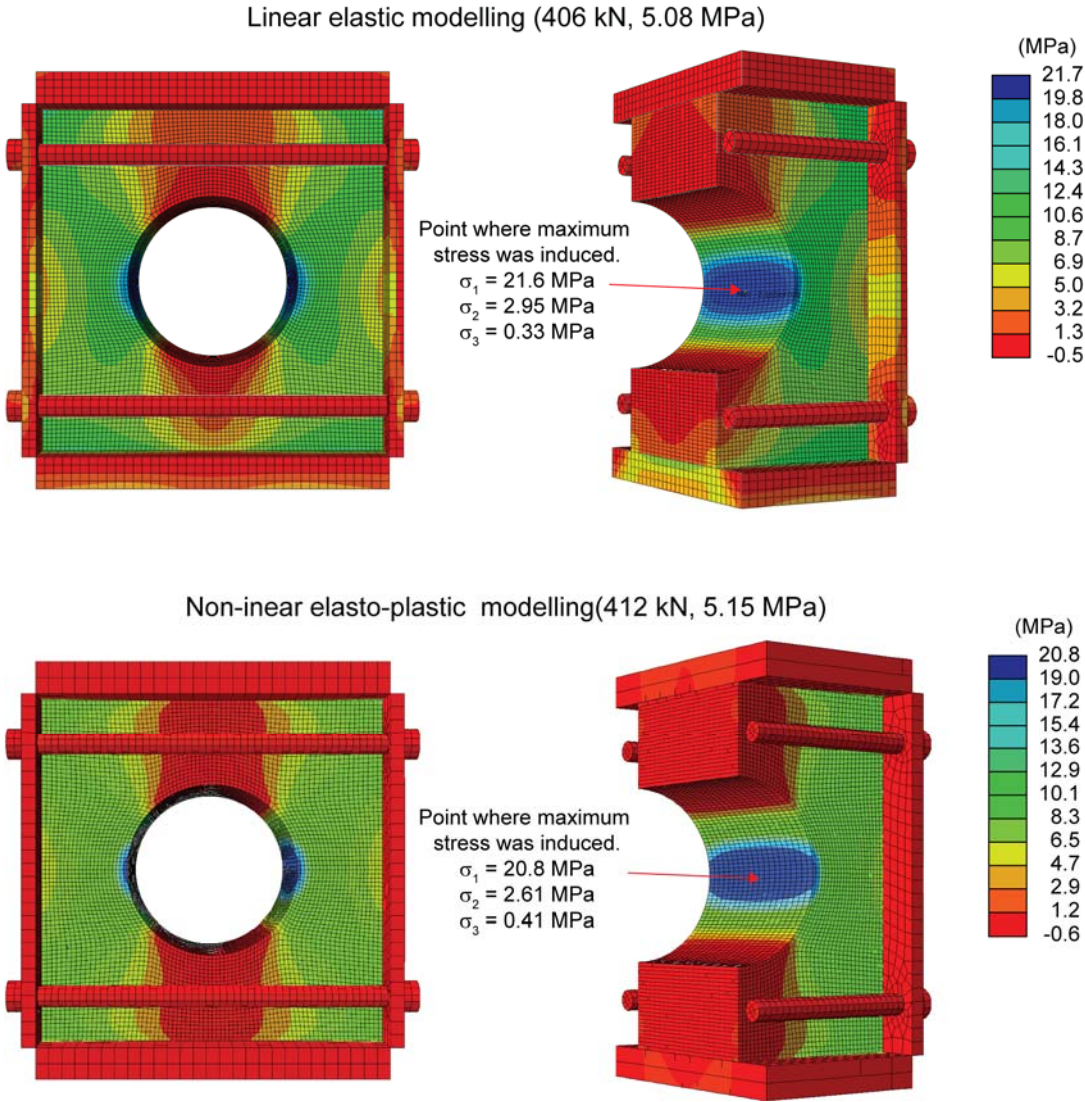 Linear elastic modelling (406 kN, 5.08 MPa)
(MPa)
21.7
19.8
18.0
16.1
14.3
12.4
10.6
8.7
6.9
5.0
3.2
1.3
-0.5
Point where maximum
stress was induced.
σ1 = 21.6 MPa
σ2 = 2.95 MPa
σ3 = 0.33 MPa
Non-inear elasto-plastic modelling(412 kN, 5.15 MPa)
(MPa)
20.8
19.0
17.2
15.4
13.6
12.9
10.1
8.3
6.5
4.7
2.9
1.2
-0.6
Point where maximum
stress was induced.
σ1 = 20.8 MPa
σ2 = 2.61 MPa
σ3 = 0.41 MPa